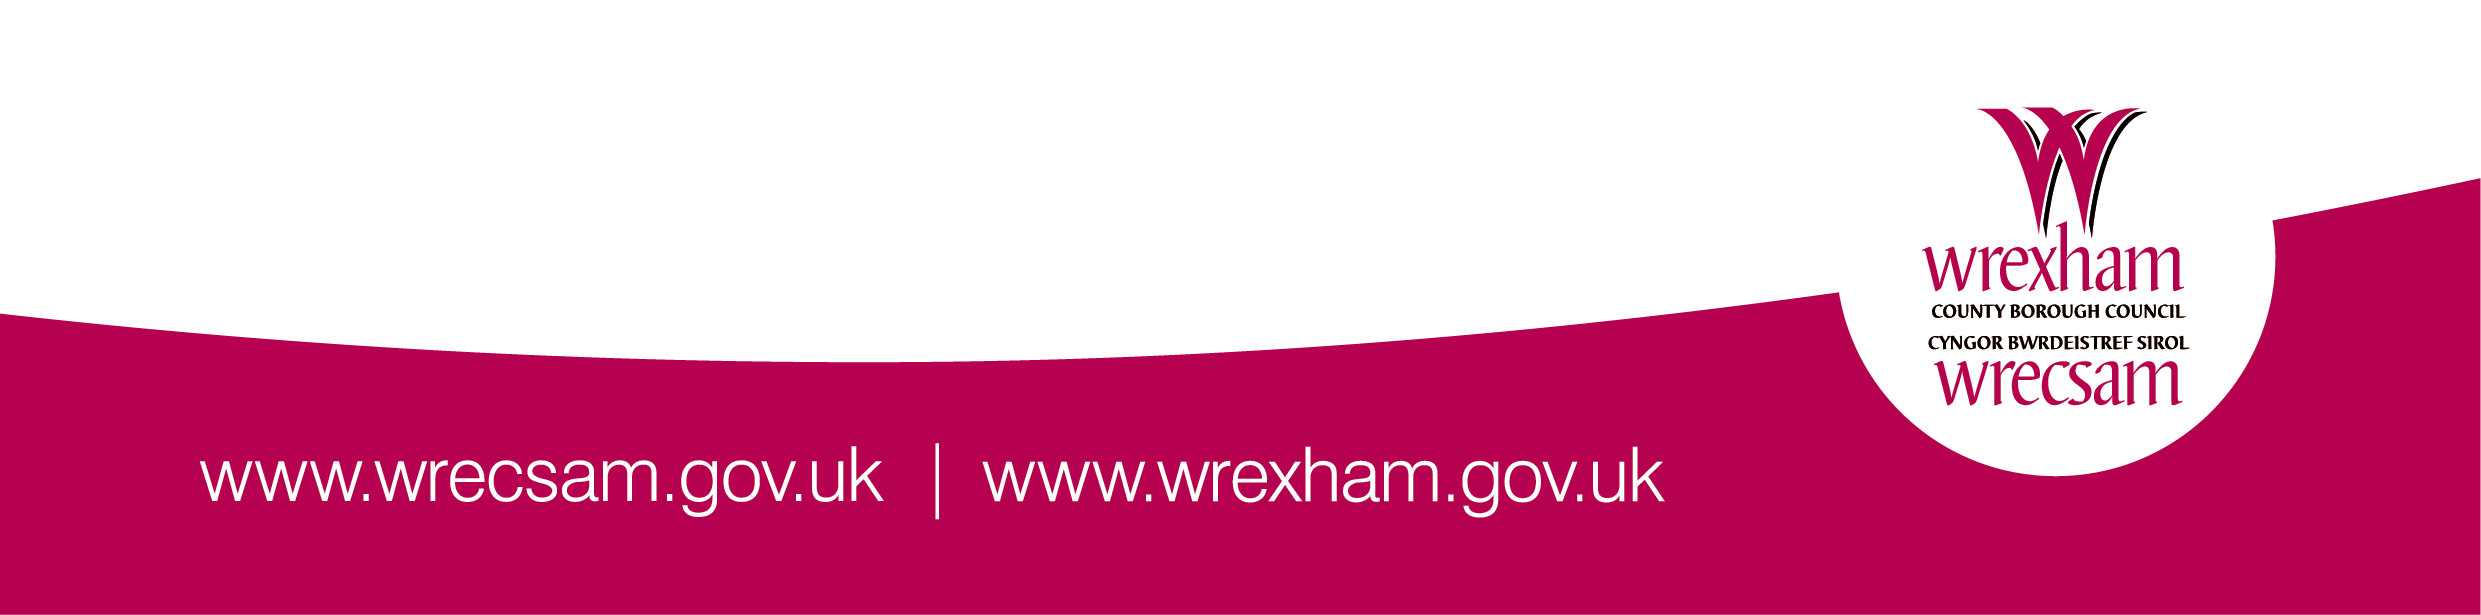 wrexham
COUNTY BOROUGH COUNCIL
CYNGOR BWRDEISTREF SIROL
wrecsam
www.wrecsam.gov.uk | www.wrexham.gov.uk